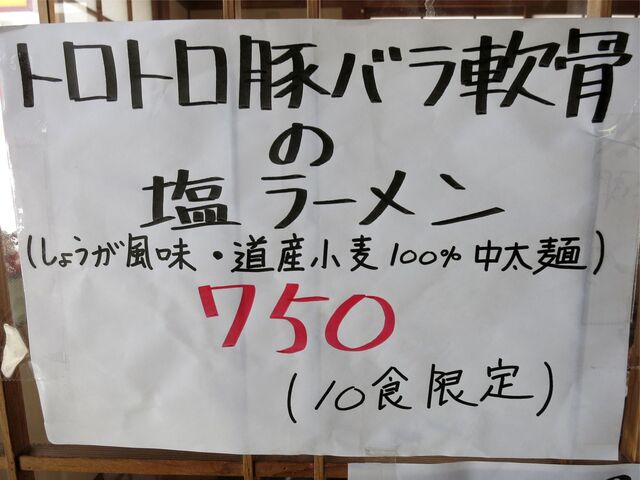 トロトロ豚バラ軟骨
の
塩ラーメン
(しょうが風味・道産小麦100%中太麺)
750
(10食限定)